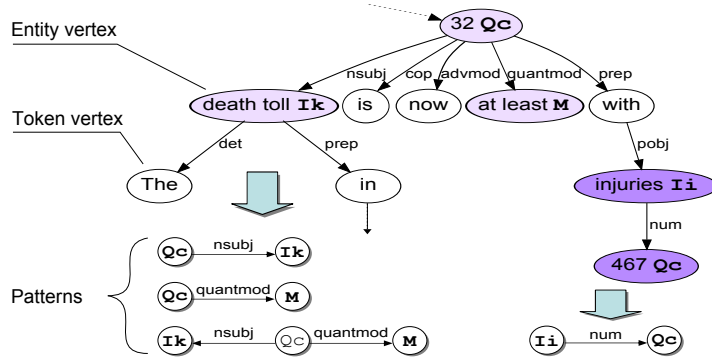 Entity vertex
32 Qc
nsubj cop advmod quantmod prep
death toll Ik is now at least M with
Token vertex
det prep pobj
The in injuries Ii
num
467 Qc
Patterns
Qc nsubj Ik
Qc quantmod M
Ik nsubj Qc quantmod M
Ii num Qc